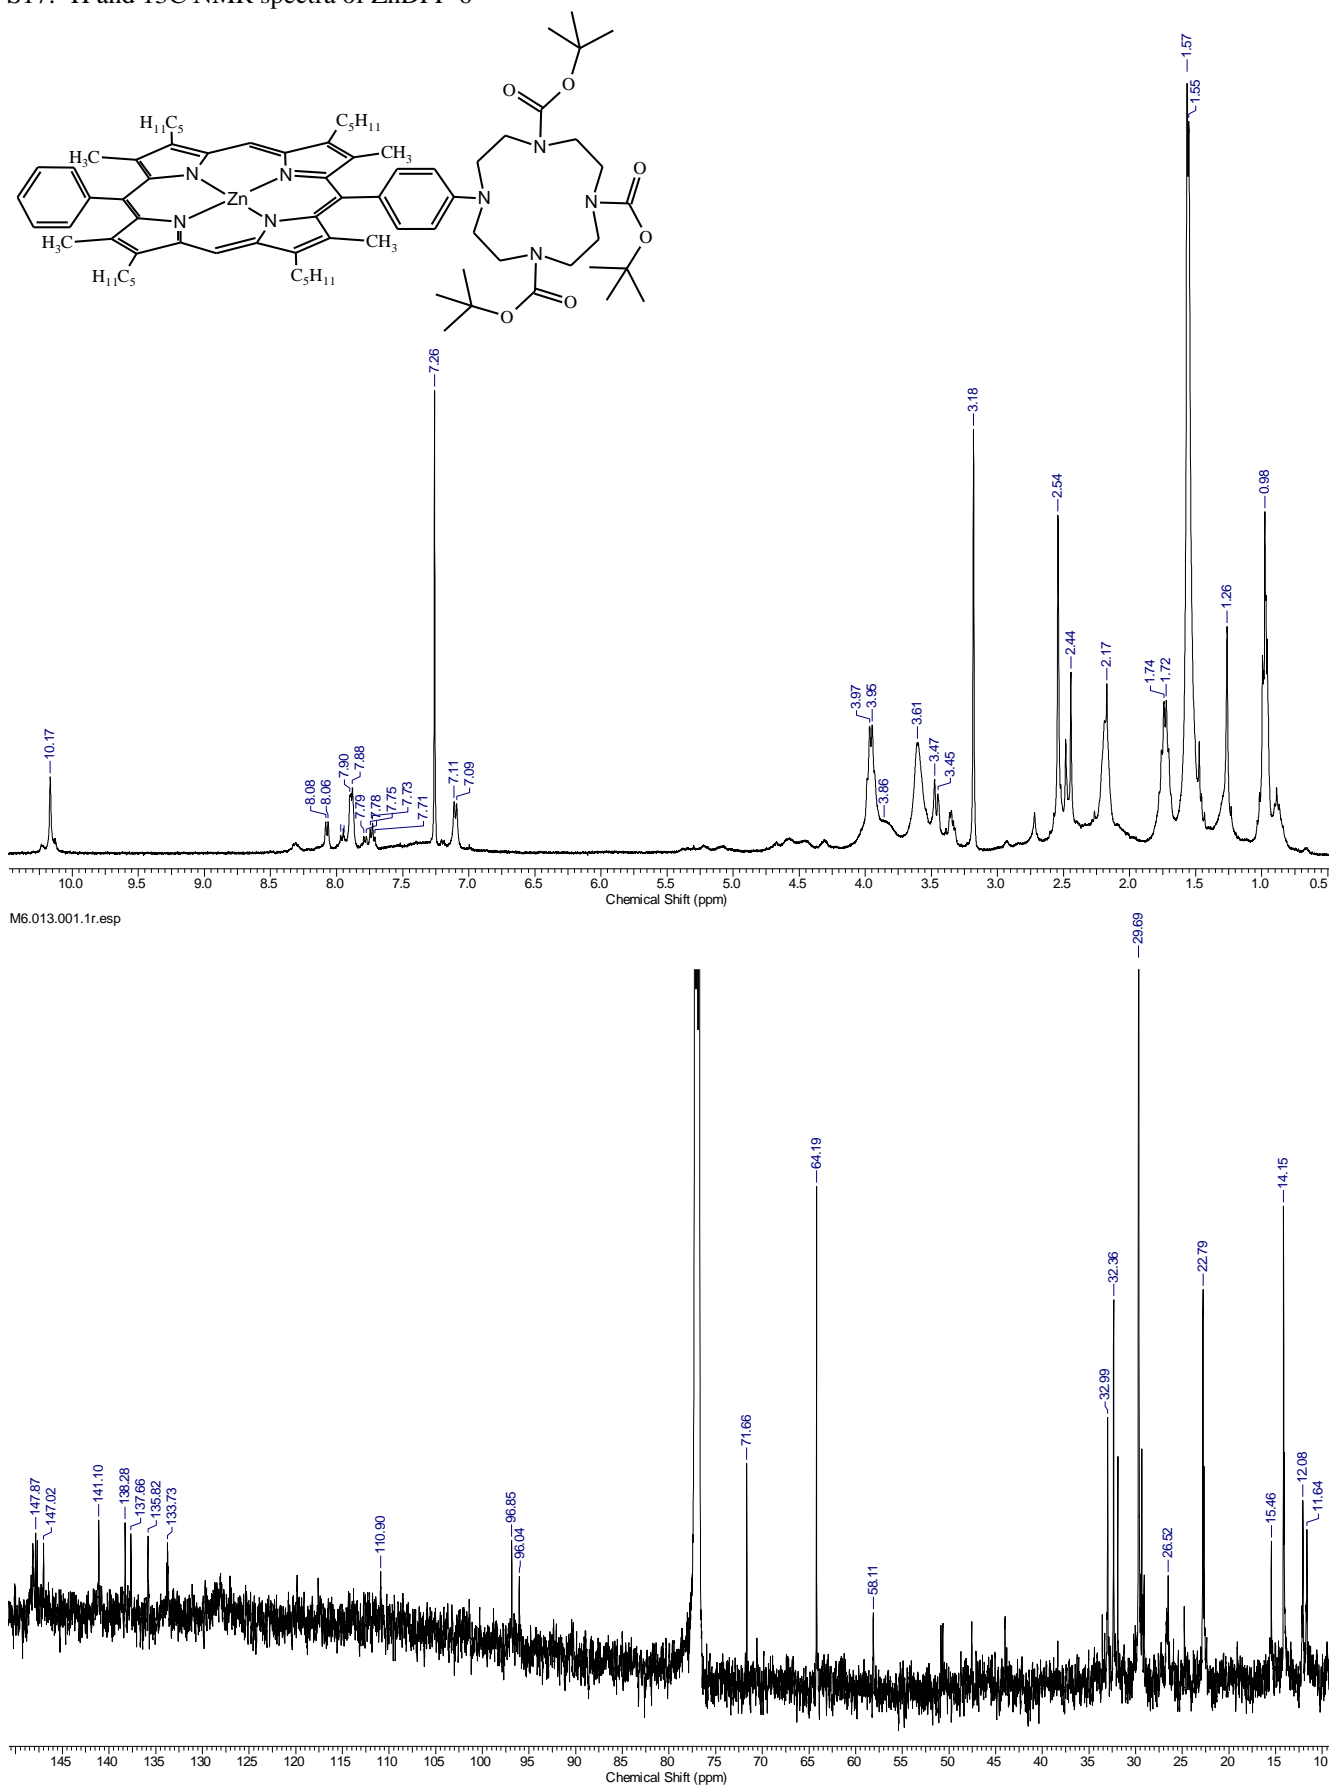 S17. ¹H and 13C NMR spectra of ZnDPP-6
O
O
H₁₁C₅
C₅H₁₁
H₃C
CH₃
N
O
N
N
Zn
N
N
O
N
N
H₃C
CH₃
N
H₁₁C₅
C₅H₁₁
O
O
10.17
8.08
8.06
7.90
7.88
7.79
7.78
7.75
7.73
7.71
7.26
7.11
7.09
3.97
3.95
3.86
3.61
3.47
3.45
3.18
2.54
2.44
2.17
1.74
1.72
1.57
1.55
1.26
0.98
10.0 9.5 9.0 8.5 8.0 7.5 7.0 6.5 6.0 5.5 5.0 4.5 4.0 3.5 3.0 2.5 2.0 1.5 1.0 0.5
Chemical Shift (ppm)
M6.013.001.1r.esp
147.87
147.02
141.10
138.28
137.66
135.82
133.73
110.90
96.85
96.04
71.66
64.19
58.11
32.99
32.36
29.69
26.52
22.79
15.46
14.15
12.08
11.64
145 140 135 130 125 120 115 110 105 100 95 90 85 80 75 70 65 60 55 50 45 40 35 30 25 20 15 10
Chemical Shift (ppm)